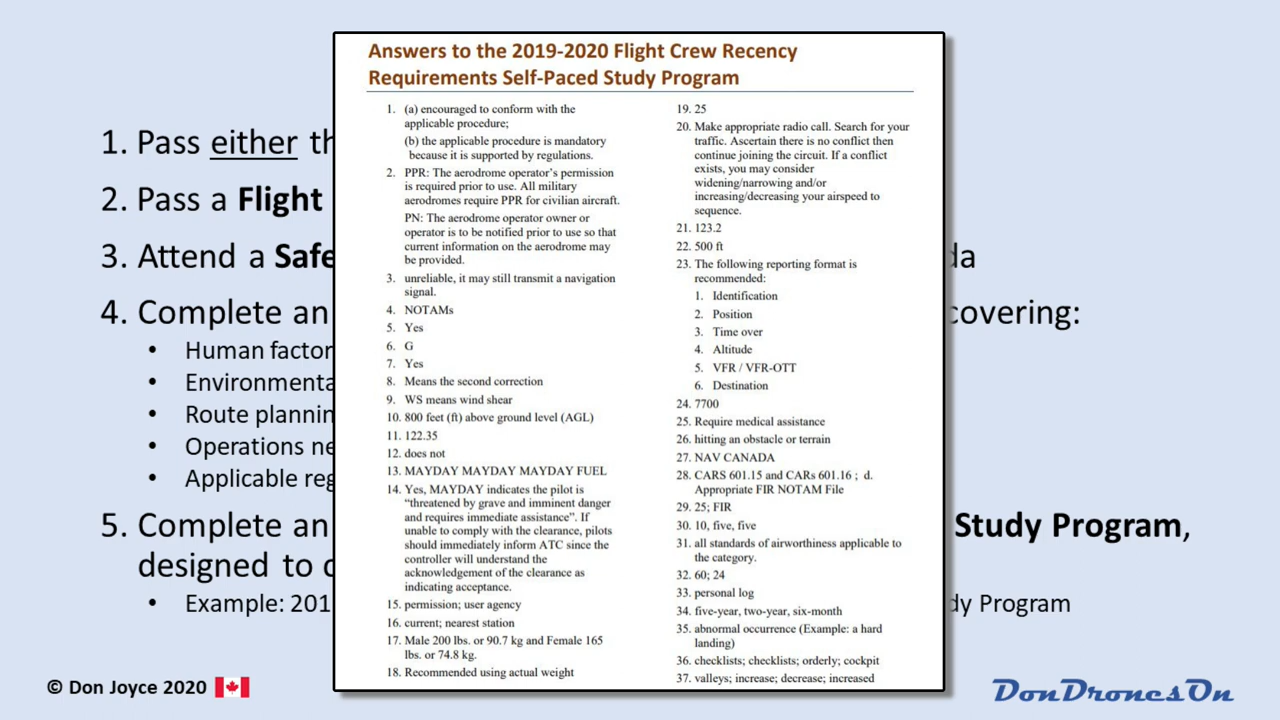 Answers to the 2019-2020 Flight Crew Recency
Requirements Self-Paced Study Program
1. (a) encouraged to conform with the
applicable procedure;
(b) the applicable procedure is mandatory
because it is supported by regulations.
2. PPR: The aerodrome operator's permission
is required prior to use. All military
aerodromes require PPR for civilian aircraft.
PN: The aerodrome operator owner or
operator is to be notified prior to use so that
current information on the aerodrome may
be provided.
3. unreliable, it may still transmit a navigation
signal.
4. NOTAMs
5. Yes
6. G
7. Yes
8. Means the second correction
9. WS means wind shear
10. 800 feet (ft) above ground level (AGL)
11. 122.35
12. does not
13. MAYDAY MAYDAY MAYDAY FUEL
14. Yes, MAYDAY indicates the pilot is
"threatened by grave and imminent danger
and requires immediate assistance". If
unable to comply with the clearance, pilots
should immediately inform ATC since the
controller will understand the
acknowledgement of the clearance as
indicating acceptance.
15. permission; user agency
16. current; nearest station
17. Male 200 lbs. or 90.7 kg and Female 165
lbs. or 74.8 kg.
18. Recommended using actual weight
19. 25
20. Make appropriate radio call. Search for your
traffic. Ascertain there is no conflict then
continue joining the circuit. If a conflict
exists, you may consider
widening/narrowing and/or
increasing/decreasing your airspeed to
sequence.
21. 123.2
22. 500 ft
23. The following reporting format is
recommended:
1. Identification
2. Position
3. Time over
4. Altitude
5. VFR / VFR-OTT
6. Destination
24. 7700
25. Require medical assistance
26. hitting an obstacle or terrain
27. NAV CANADA
28. CARS 601.15 and CARs 601.16 ; d.
Appropriate FIR NOTAM File
29. 25; FIR
30. 10, five, five
31. all standards of airworthiness applicable to
the category.
32. 60; 24
33. personal log
34. five-year, two-year, six-month
35. abnormal occurrence (Example: a hard
landing)
36. checklists; checklists; orderly; cockpit
37. valleys; increase; decrease; increased
1. Pass either th
2. Pass a Flight
3. Attend a Safe da
4. Complete an covering:
• Human factor
• Environmenta
• Route plannin
• Operations ne
• Applicable reg
5. Complete an Study Program,
designed to c
• Example: 201 dy Program
© Don Joyce 2020
DonDronesOn